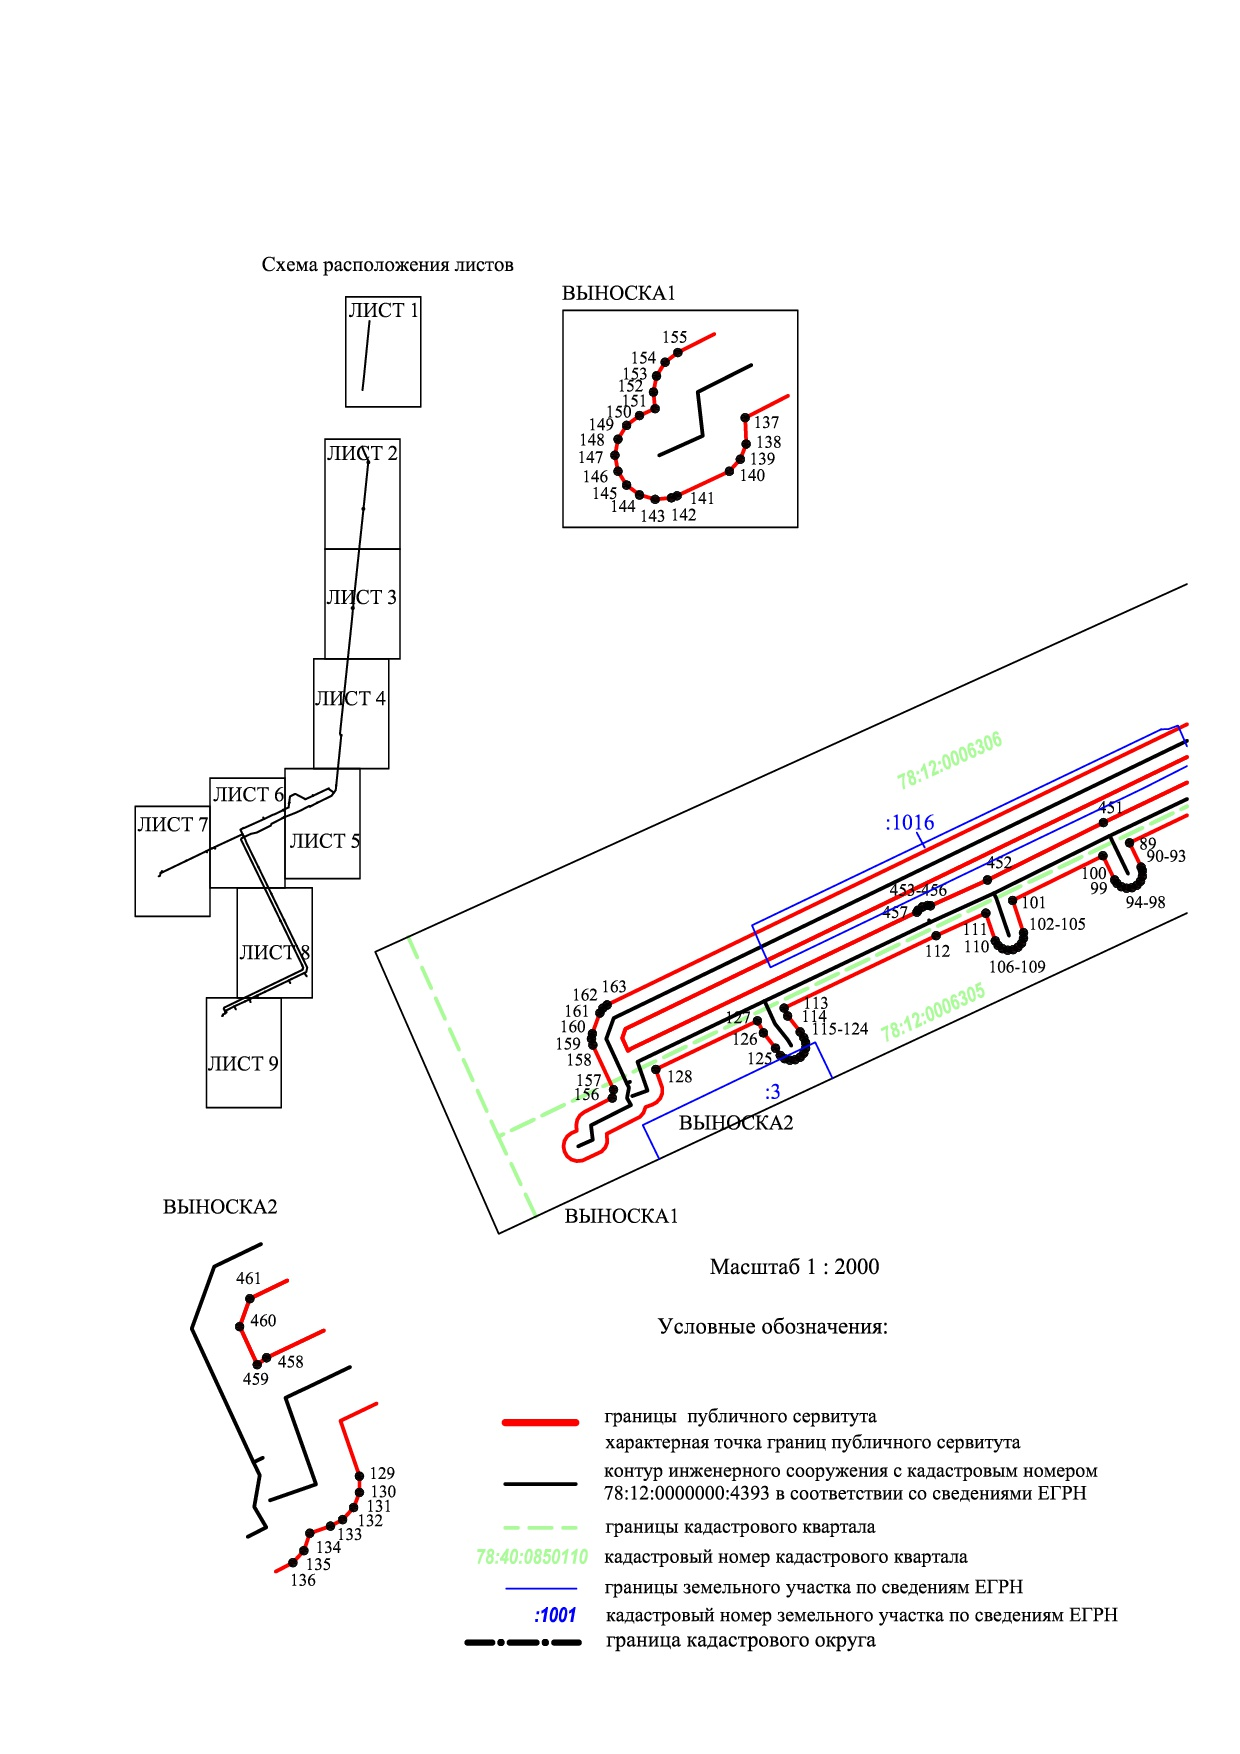 Схема расположения листов
ЛИСТ 1
ЛИСТ 2
ЛИСТ 3
ЛИСТ 4
ЛИСТ 6
ЛИСТ 7
ЛИСТ 5
ЛИСТ 8
ЛИСТ 9
ВЫНОСКА1
155
154
153
152
151
150
149
148
147
146
145
144
143
142
141
140
139
138
137
78:12:0006306
:1016
451
452
453-456
457
89
90-93
94-98
99
100
101
102-105
106-109
110
111
112
78:12:0006305
113
114
115-124
125
126
127
128
163
162
161
160
159
158
157
156
:3
ВЫНОСКА2
ВЫНОСКА1
ВЫНОСКА2
461
460
458
459
129
130
131
132
133
134
135
136
Масштаб 1 : 2000
Условные обозначения:
границы публичного сервитута
характерная точка границ публичного сервитута
контур инженерного сооружения с кадастровым номером
78:12:0000000:4393 в соответствии со сведениями ЕГРН
границы кадастрового квартала
78:40:0850110 кадастровый номер кадастрового квартала
границы земельного участка по сведениям ЕГРН
:1001 кадастровый номер земельного участка по сведениям ЕГРН
граница кадастрового округа